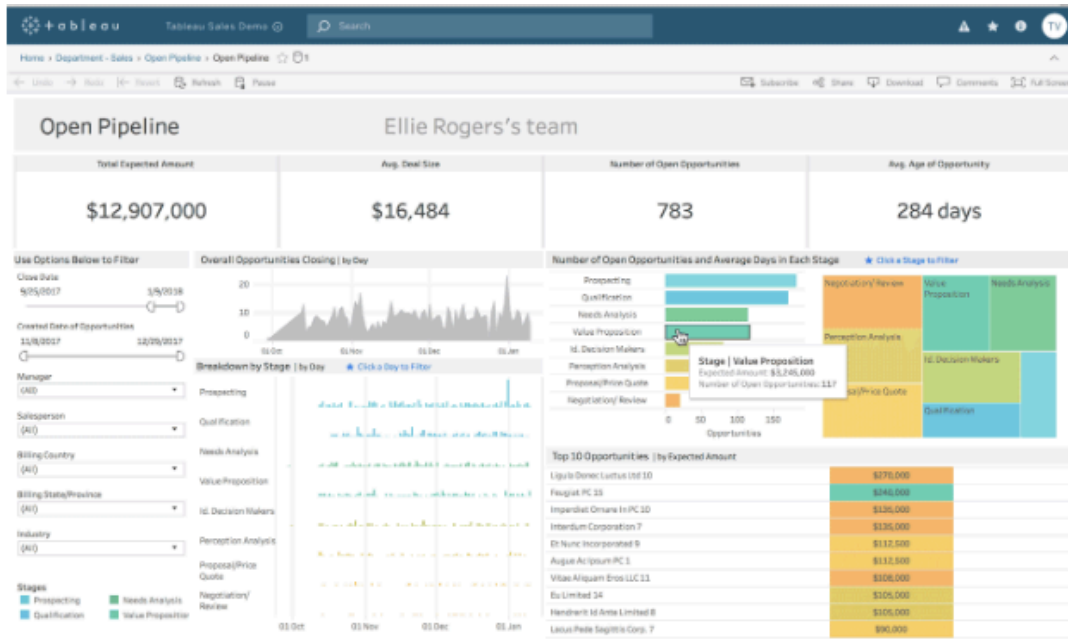 +ableau
Tableau Sales Demo
Search
TV
Home > Department - Sales > Open Pipeline > Open Pipeline
1
Undo
Redo
Revert
Refresh
Pause
Subscribe
Share
Download
Comments
Full Screen
Open Pipeline
Ellie Rogers's team
Total Expected Amount
Avg. Deal Size
Number of Open Opportunities
Avg. Age of Opportunity
$12,907,000
$16,484
783
284 days
Use Options Below to Filter
Close Date
9/25/2017
1/9/2018
Created Date of Opportunities
11/8/2017
12/29/2017
Manager
(All)
Salesperson
(All)
Billing Country
(All)
Billing State/Province
(All)
Industry
(All)
Stages
Prospecting
Needs Analysis
Qualification
Value Proposition
Overall Opportunities Closing | by Day
20
10
0
01 Oct
01 Nov
01 Dec
01 Jan
Breakdown by Stage | by Day
Click a Day to Filter
Prospecting
Qualification
Needs Analysis
Value Proposition
Id. Decision Makers
Perception Analysis
Proposal/Price
Quote
Negotiation/
Review
01 Oct
01 Nov
01 Dec
01 Jan
Number of Open Opportunities and Average Days in Each Stage
Click a Stage to Filter
Prospecting
Qualification
Needs Analysis
Value Proposition
Id. Decision Makers
Perception Analysis
Proposal/Price Quote
Negotiation/ Review
0
50
100
150
Opportunities
Stage | Value Proposition
Expected Amount: $3,245,000
Number of Open Opportunities: 117
Negotiation/ Review
Value
Proposition
Needs Analysis
Perception Analysis
Id. Decision Makers
Price Quote
Qualification
Top 10 Opportunities | by Expected Amount
Ligula Donec Luctus Ltd 10
$270,000
Feugiat PC 15
$240,000
Imperdiet Ornare In PC 10
$135,000
Interdum Corporation 7
$135,000
Et Nunc Incorporated 9
$112,500
Augue Ac Ipsum PC 1
$112,500
Vitae Aliquam Eros LLC 11
$108,000
Eu Limited 14
$105,000
Hendrerit Id Ante Limited 8
$105,000
Lacus Pede Sagittis Corp. 7
$90,000